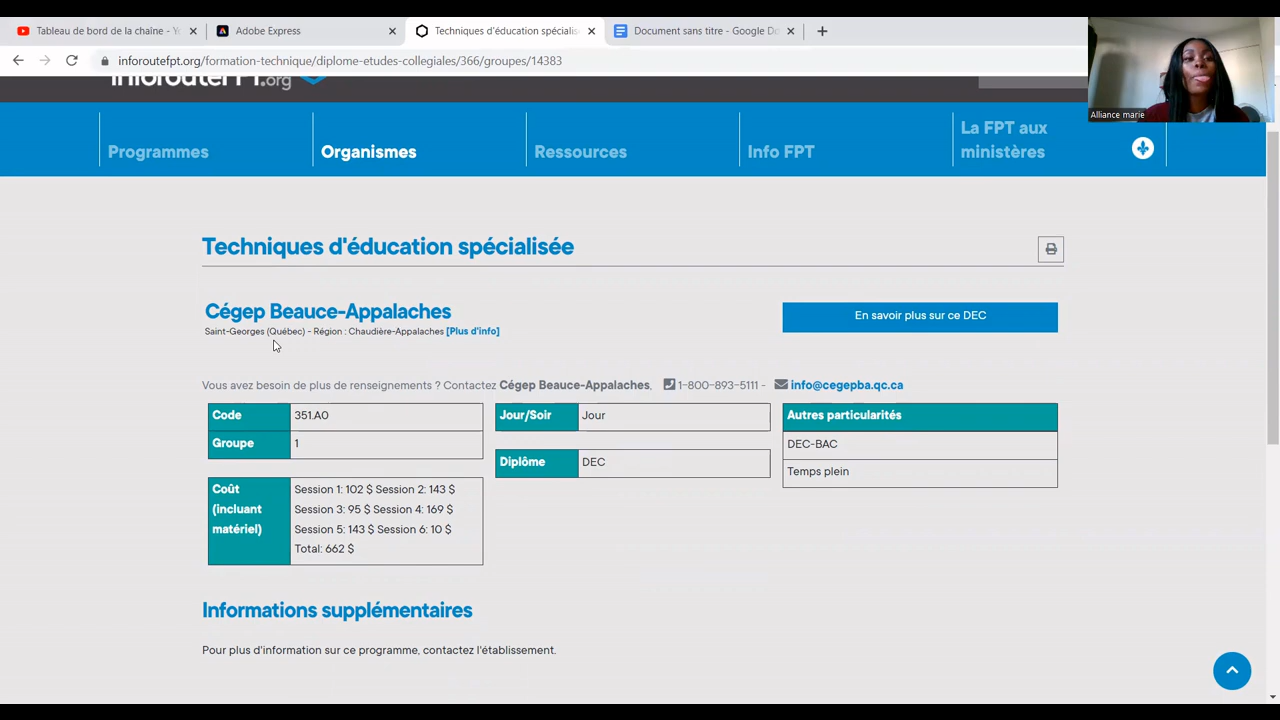 Tableau de bord de la chaîne - Y
Adobe Express
Techniques d'éducation spécialis
Document sans titre - Google Do
inforoutefpt.org/formation-technique/diplome-etudes-collegiales/366/groupes/14383
Alliance marie
inforouteFPT.org
Programmes
Organismes
Ressources
Info FPT
La FPT aux
ministères
Techniques d'éducation spécialisée
Cégep Beauce-Appalaches
Saint-Georges (Québec) - Région : Chaudière-Appalaches [Plus d'info]
En savoir plus sur ce DEC
Vous avez besoin de plus de renseignements ? Contactez Cégep Beauce-Appalaches, 1-800-893-5111 - info@cegepba.qc.ca
Code 351.A0
Groupe 1
Coût (incluant matériel)
Session 1: 102 $ Session 2: 143 $
Session 3: 95 $ Session 4: 169 $
Session 5: 143 $ Session 6: 10 $
Total: 662 $
Jour/Soir Jour
Diplôme DEC
Autres particularités
DEC-BAC
Temps plein
Informations supplémentaires
Pour plus d'information sur ce programme, contactez l'établissement.